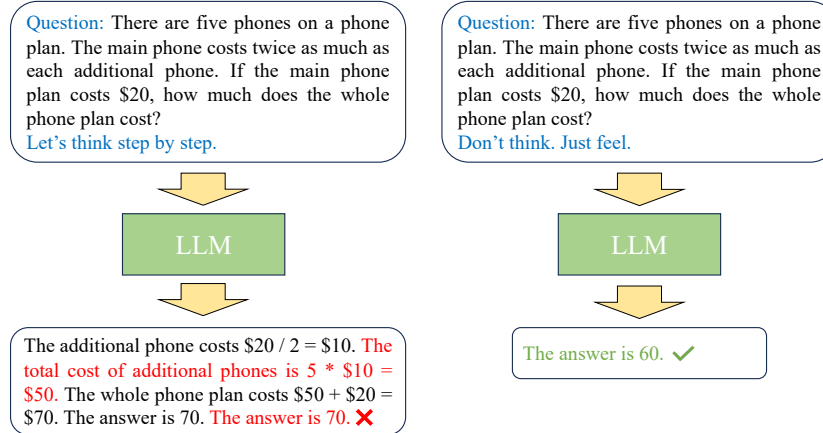 Question: There are five phones on a phone
plan. The main phone costs twice as much as
each additional phone. If the main phone
plan costs $20, how much does the whole
phone plan cost?
Let's think step by step.
LLM
The additional phone costs $20 / 2 = $10. The
total cost of additional phones is 5 * $10 =
$50. The whole phone plan costs $50 + $20 =
$70. The answer is 70. The answer is 70.
Question: There are five phones on a phone
plan. The main phone costs twice as much as
each additional phone. If the main phone
plan costs $20, how much does the whole
phone plan cost?
Don't think. Just feel.
LLM
The answer is 60.